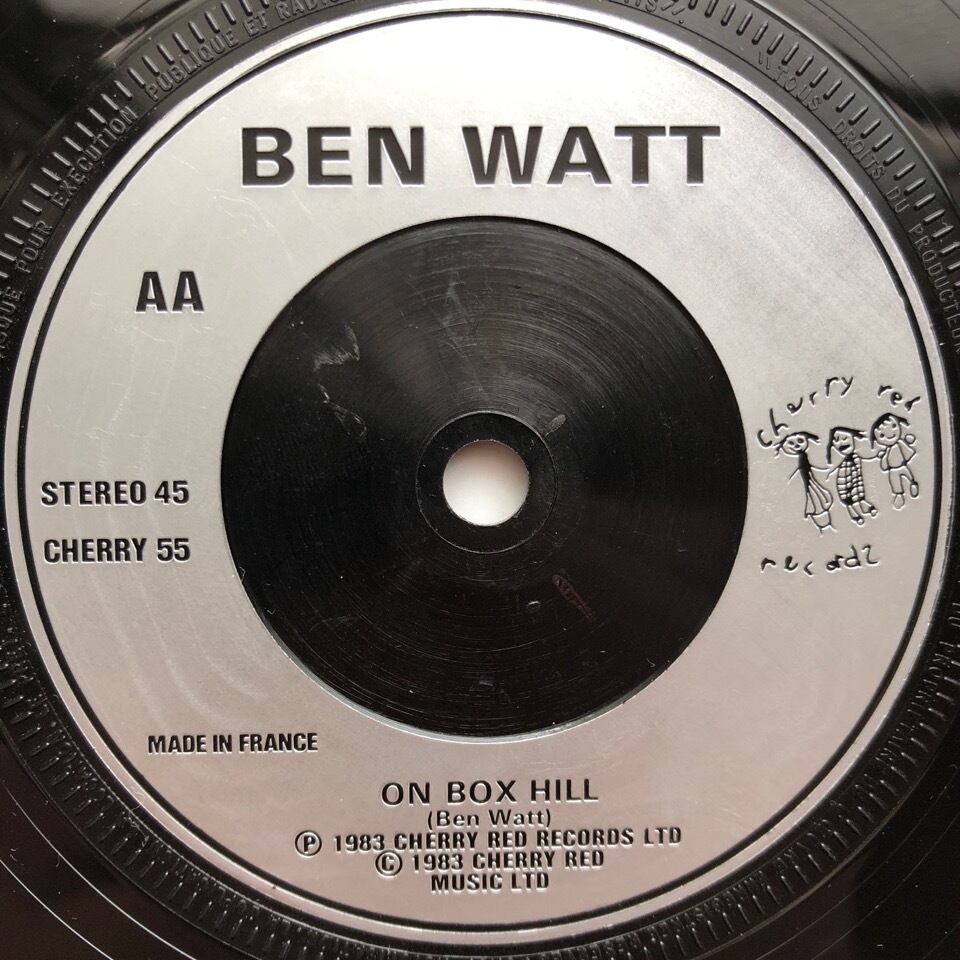 BEN WATT
AA
STEREO 45
CHERRY 55
cherry red
records
MADE IN FRANCE
ON BOX HILL
(Ben Watt)
℗ 1983 CHERRY RED RECORDS LTD
© 1983 CHERRY RED
MUSIC LTD
POUR EXECUTION PUBLIQUE ET
TOUS DROITS DU PRODUCTEUR